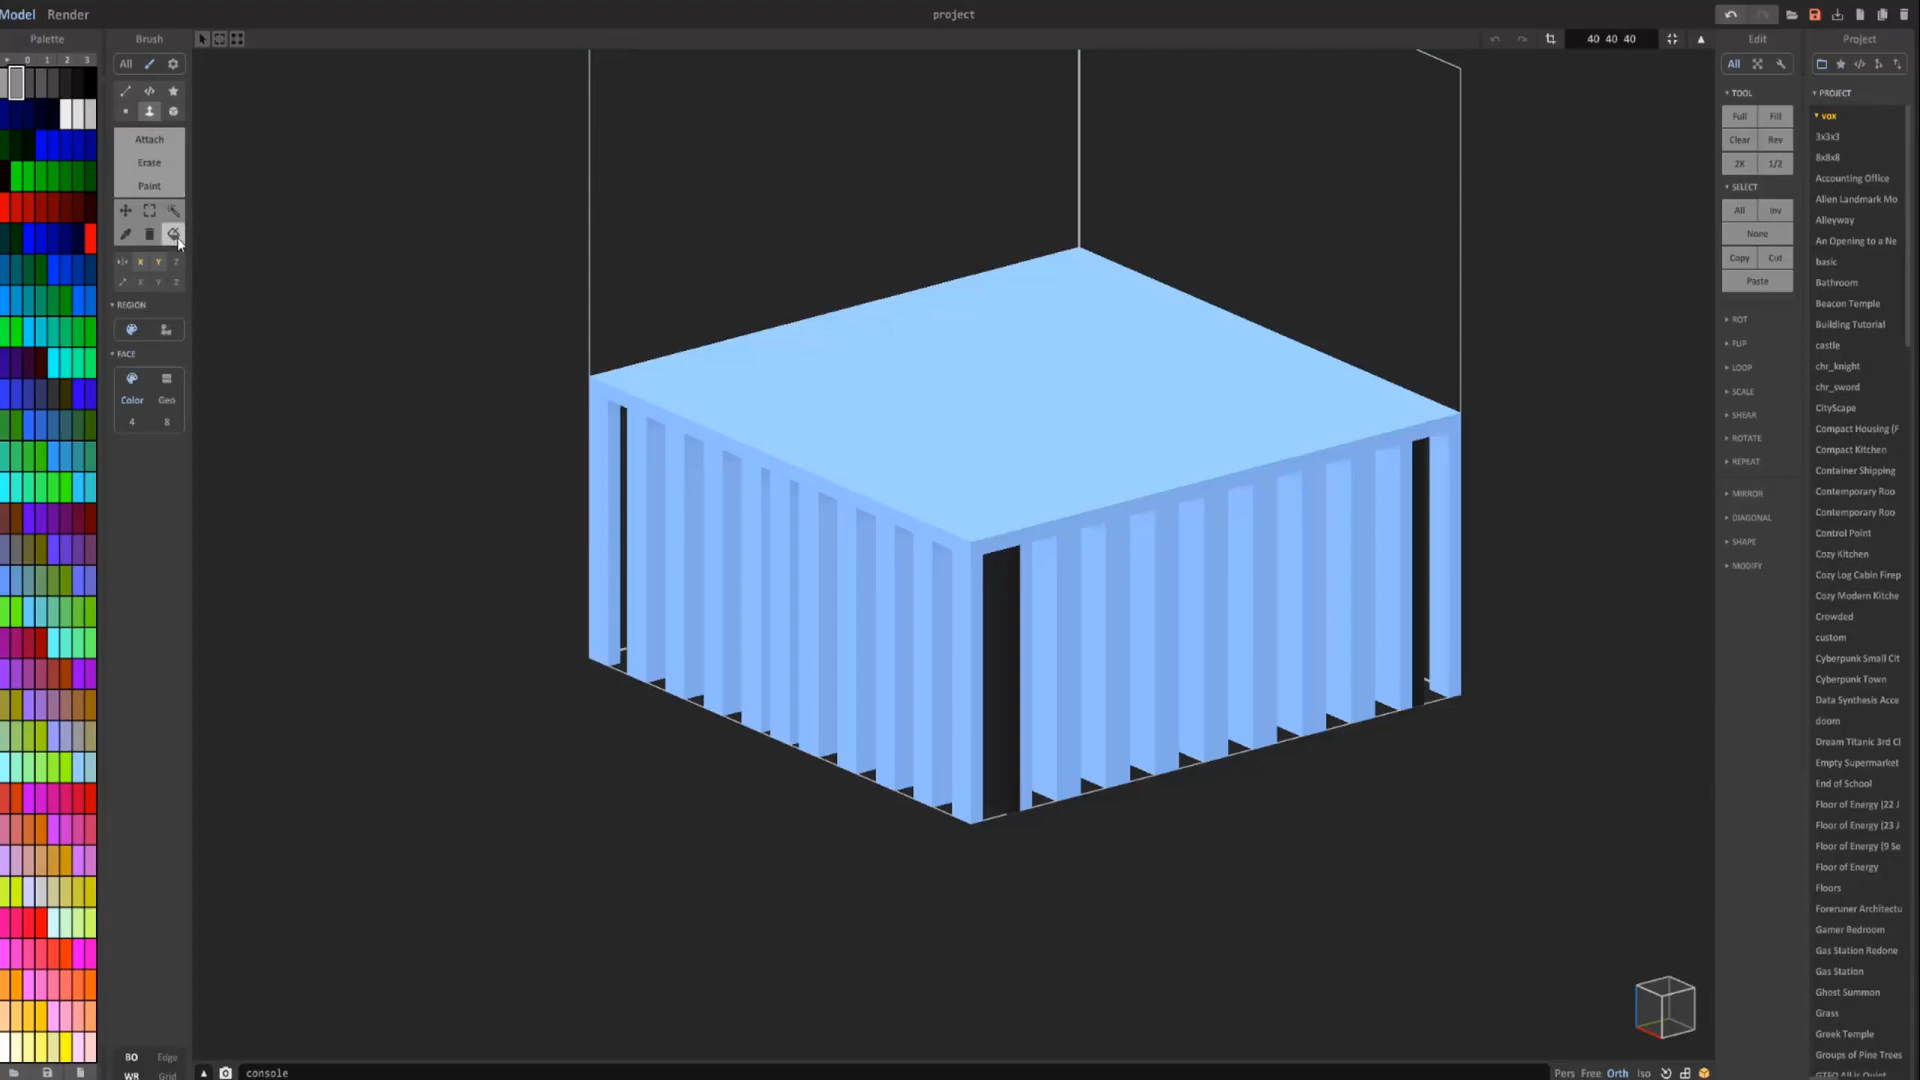 Model Render
project
Palette
0 1 2 3
Brush
All
Attach
Erase
Paint
X Y Z
X Y Z
REGION
FACE
Color Geo
4 8
BO Edge
WR Grid
40 40 40
console
Pers Free Orth Iso
Edit
All
TOOL
Full Fill
Clear Rev
2X 1/2
SELECT
All Inv
None
Copy Cut
Paste
ROT
FLIP
LOOP
SCALE
SHEAR
ROTATE
REPEAT
MIRROR
DIAGONAL
SHAPE
MODIFY
Project
PROJECT
vox
3x3x3
8x8x8
Accounting Office
Alien Landmark Mo
Alleyway
An Opening to a Ne
basic
Bathroom
Beacon Temple
Building Tutorial
castle
chr_knight
chr_sword
CityScape
Compact Housing (F
Compact Kitchen
Container Shipping
Contemporary Roo
Contemporary Roo
Control Point
Cozy Kitchen
Cozy Log Cabin Firep
Cozy Modern Kitche
Crowded
custom
Cyberpunk Small Cit
Cyberpunk Town
Data Synthesis Acce
doom
Dream Titanic 3rd Cl
Empty Supermarket
End of School
Floor of Energy (22 J
Floor of Energy (23 J
Floor of Energy (9 Se
Floor of Energy
Floors
Forerunner Architectu
Gamer Bedroom
Gas Station Redone
Gas Station
Ghost Summon
Grass
Greek Temple
Groups of Pine Trees